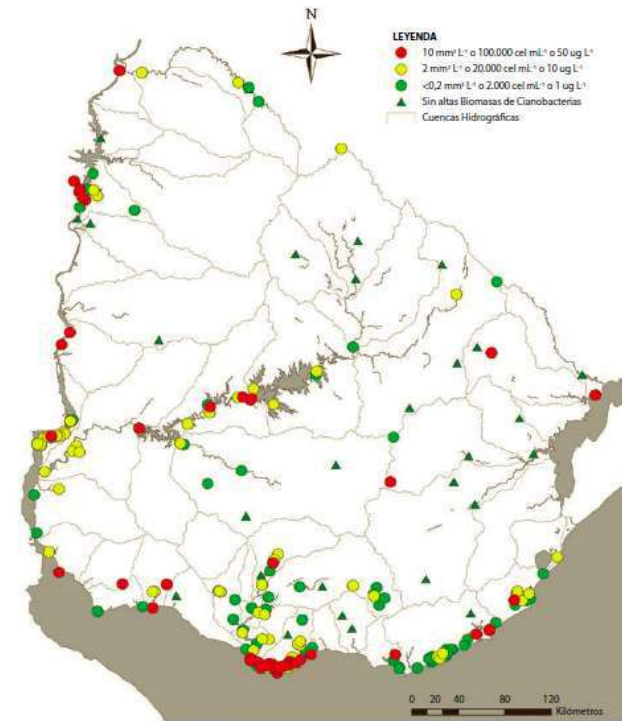 N
LEYENDA
10 mm³ L⁻¹ o 100.000 cel mL⁻¹ o 50 ug L⁻¹
2 mm³ L⁻¹ o 20.000 cel mL⁻¹ o 10 ug L⁻¹
<0,2 mm³ L⁻¹ o 2.000 cel mL⁻¹ o 1 ug L⁻¹
Sin altas Biomasas de Cianobacterias
Cuencas Hidrográficas
0 20 40 80 120
Kilómetros